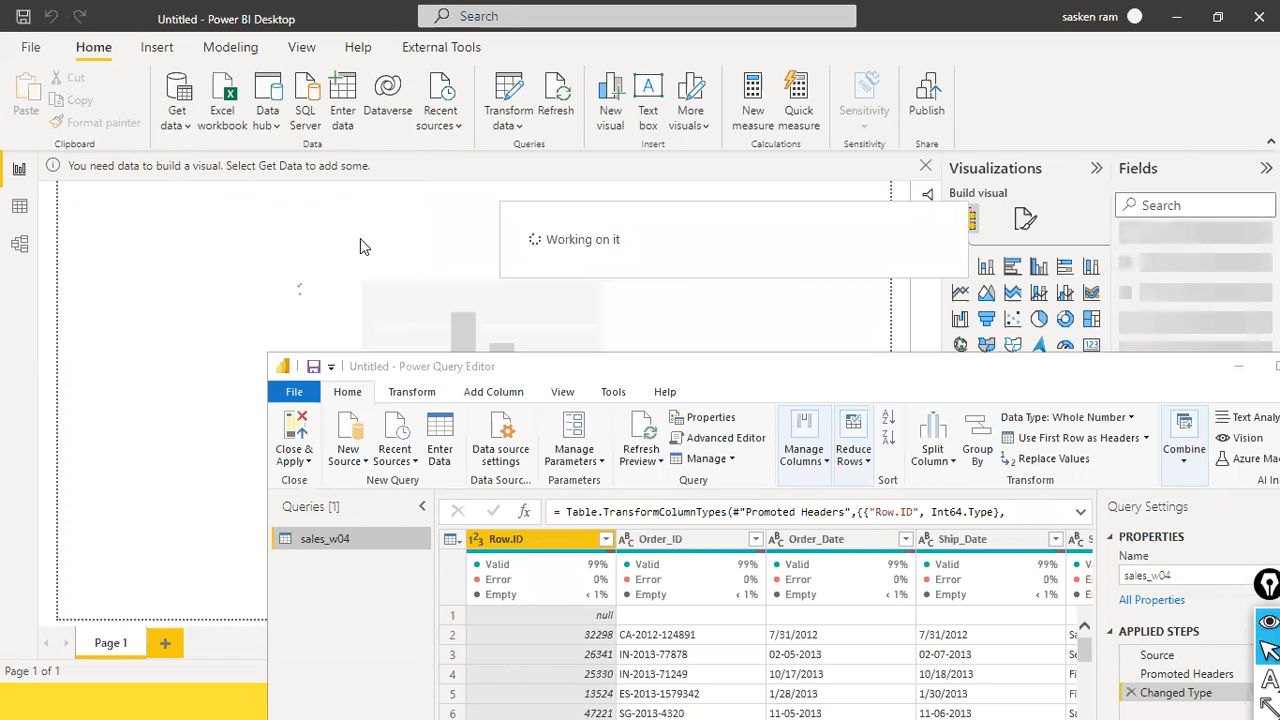 Untitled - Power BI Desktop
Search
sasken ram
File Home Insert Modeling View Help External Tools
Paste
Cut
Copy
Format painter
Clipboard
Get data
Excel workbook
Data hub
SQL Server
Enter data
Dataverse
Recent sources
Data
Transform data
Refresh
Queries
New visual
Text box
More visuals
Insert
New measure
Quick measure
Calculations
Sensitivity
Sensitivity
Publish
Share
You need data to build a visual. Select Get Data to add some.
Visualizations
Fields
Build visual
Search
Working on it
123
Untitled - Power Query Editor
File Home Transform Add Column View Tools Help
Close & Apply
Close
New Source
Recent Sources
Enter Data
New Query
Data source settings
Data Sourc...
Manage Parameters
Parameters
Refresh Preview
Properties
Advanced Editor
Manage
Query
Manage Columns
Reduce Rows
Sort
Split Column
Group By
Data Type: Whole Number
Use First Row as Headers
Replace Values
Transform
Combine
Text Analy
Vision
Azure Ma
AI In
Queries [1]
= Table.TransformColumnTypes(#"Promoted Headers",{{"Row.ID", Int64.Type},
Query Settings
sales_w04
Row.ID Order_ID Order_Date Ship_Date S
PROPERTIES
Name
sales_w04
All Properties
Valid 99% Valid 99% Valid 99% Valid 99% Vali
Error 0% Error 0% Error 0% Error 0%
Empty < 1% Empty < 1% Empty < 1% Empty < 1%
1 null
2 32298 CA-2012-124891 7/31/2012 7/31/2012
3 26341 IN-2013-77878 02-05-2013 02-07-2013
4 25330 IN-2013-71249 10/17/2013 10/18/2013
5 13524 ES-2013-1579342 1/28/2013 1/30/2013
6 47221 SG-2013-4320 11-05-2013 11-06-2013
APPLIED STEPS
Source
Promoted Headers
Changed Type
Page 1
Page 1 of 1